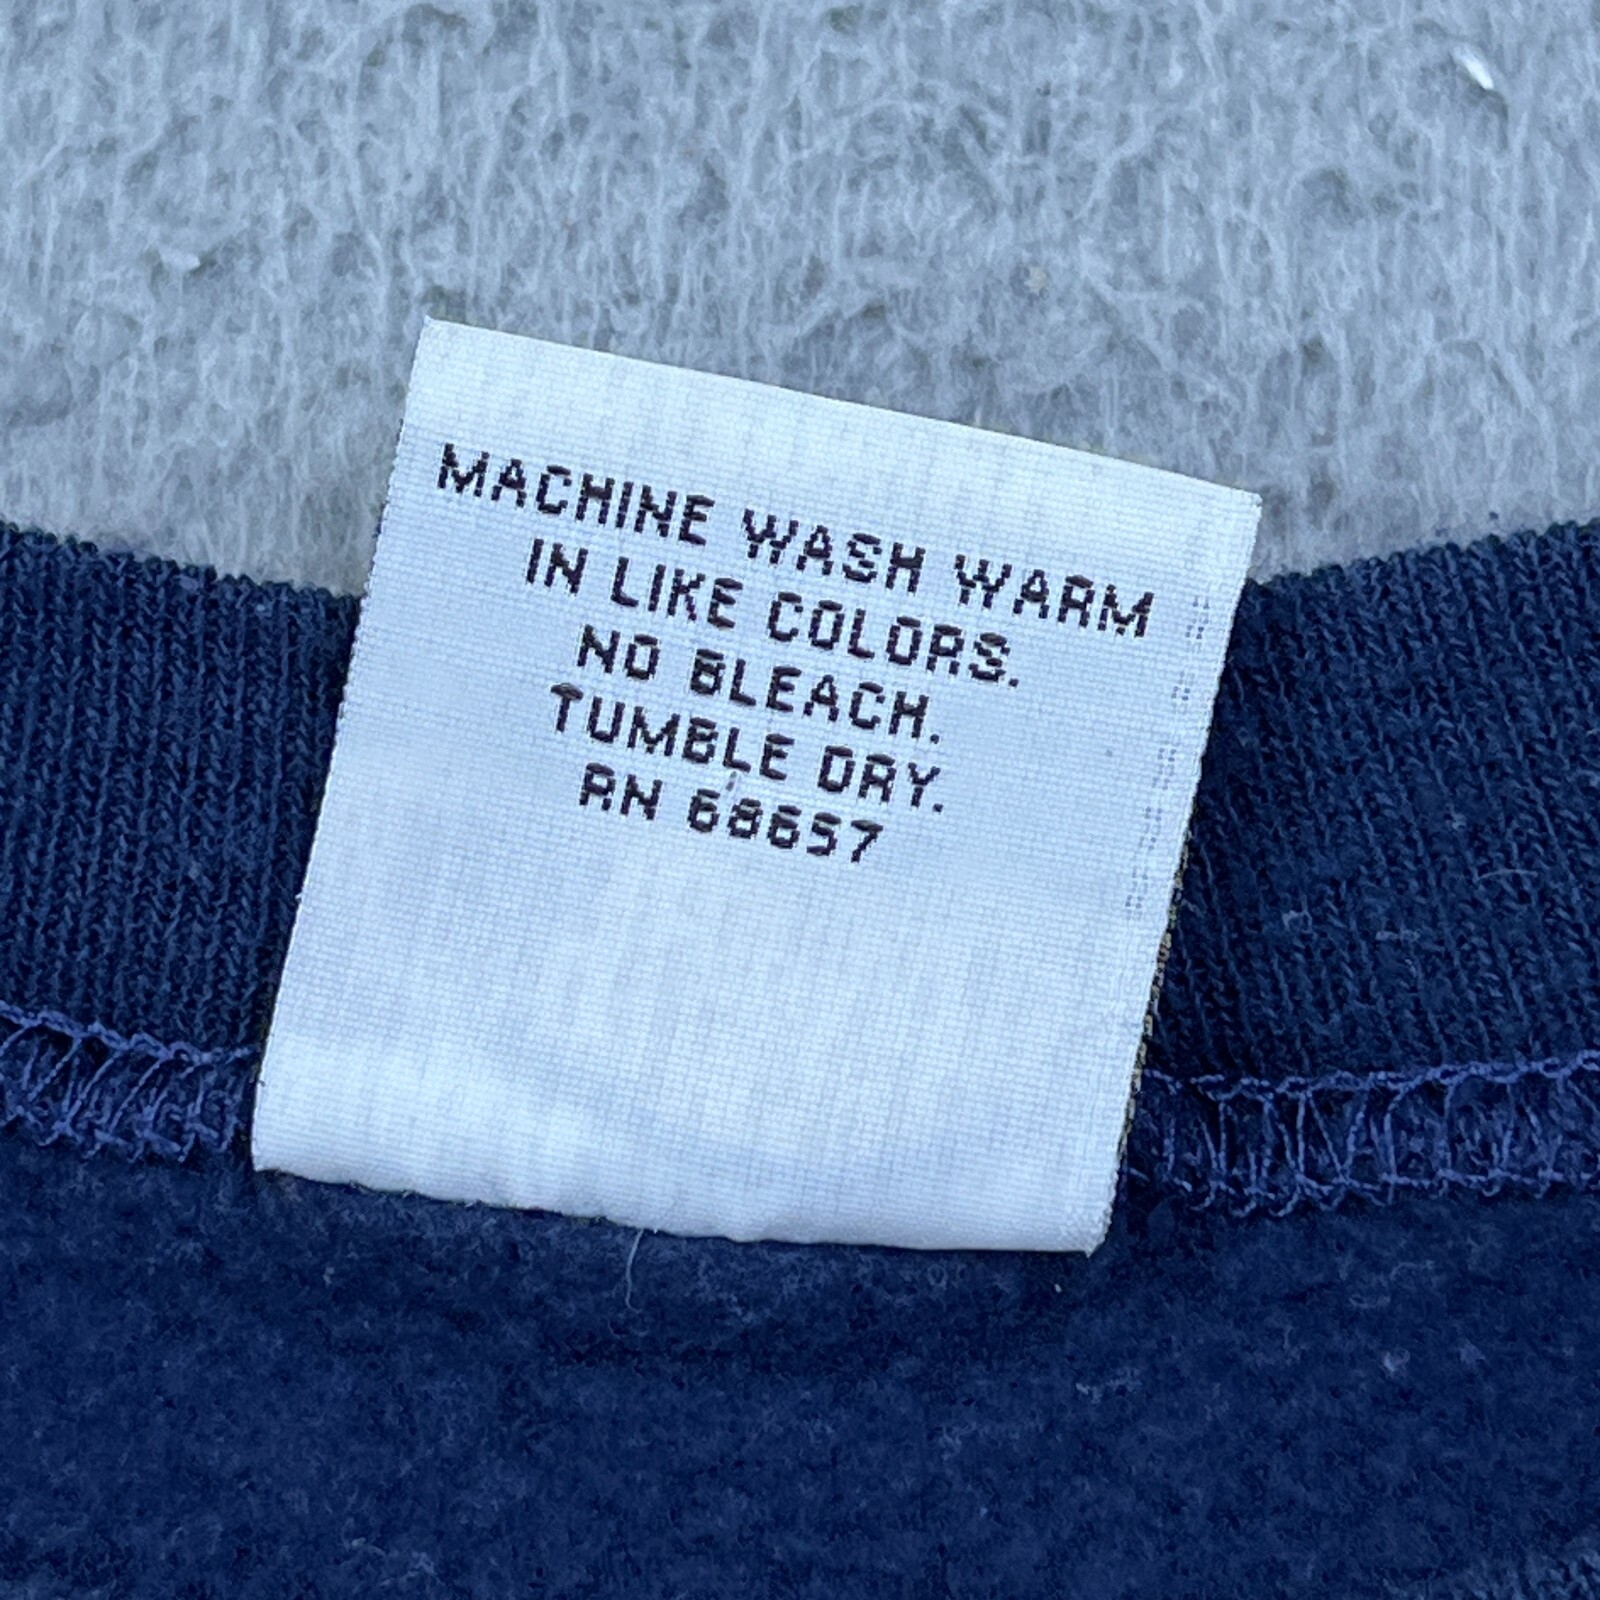 MACHINE WASH WARM
IN LIKE COLORS.
NO BLEACH.
TUMBLE DRY.
RN 68657